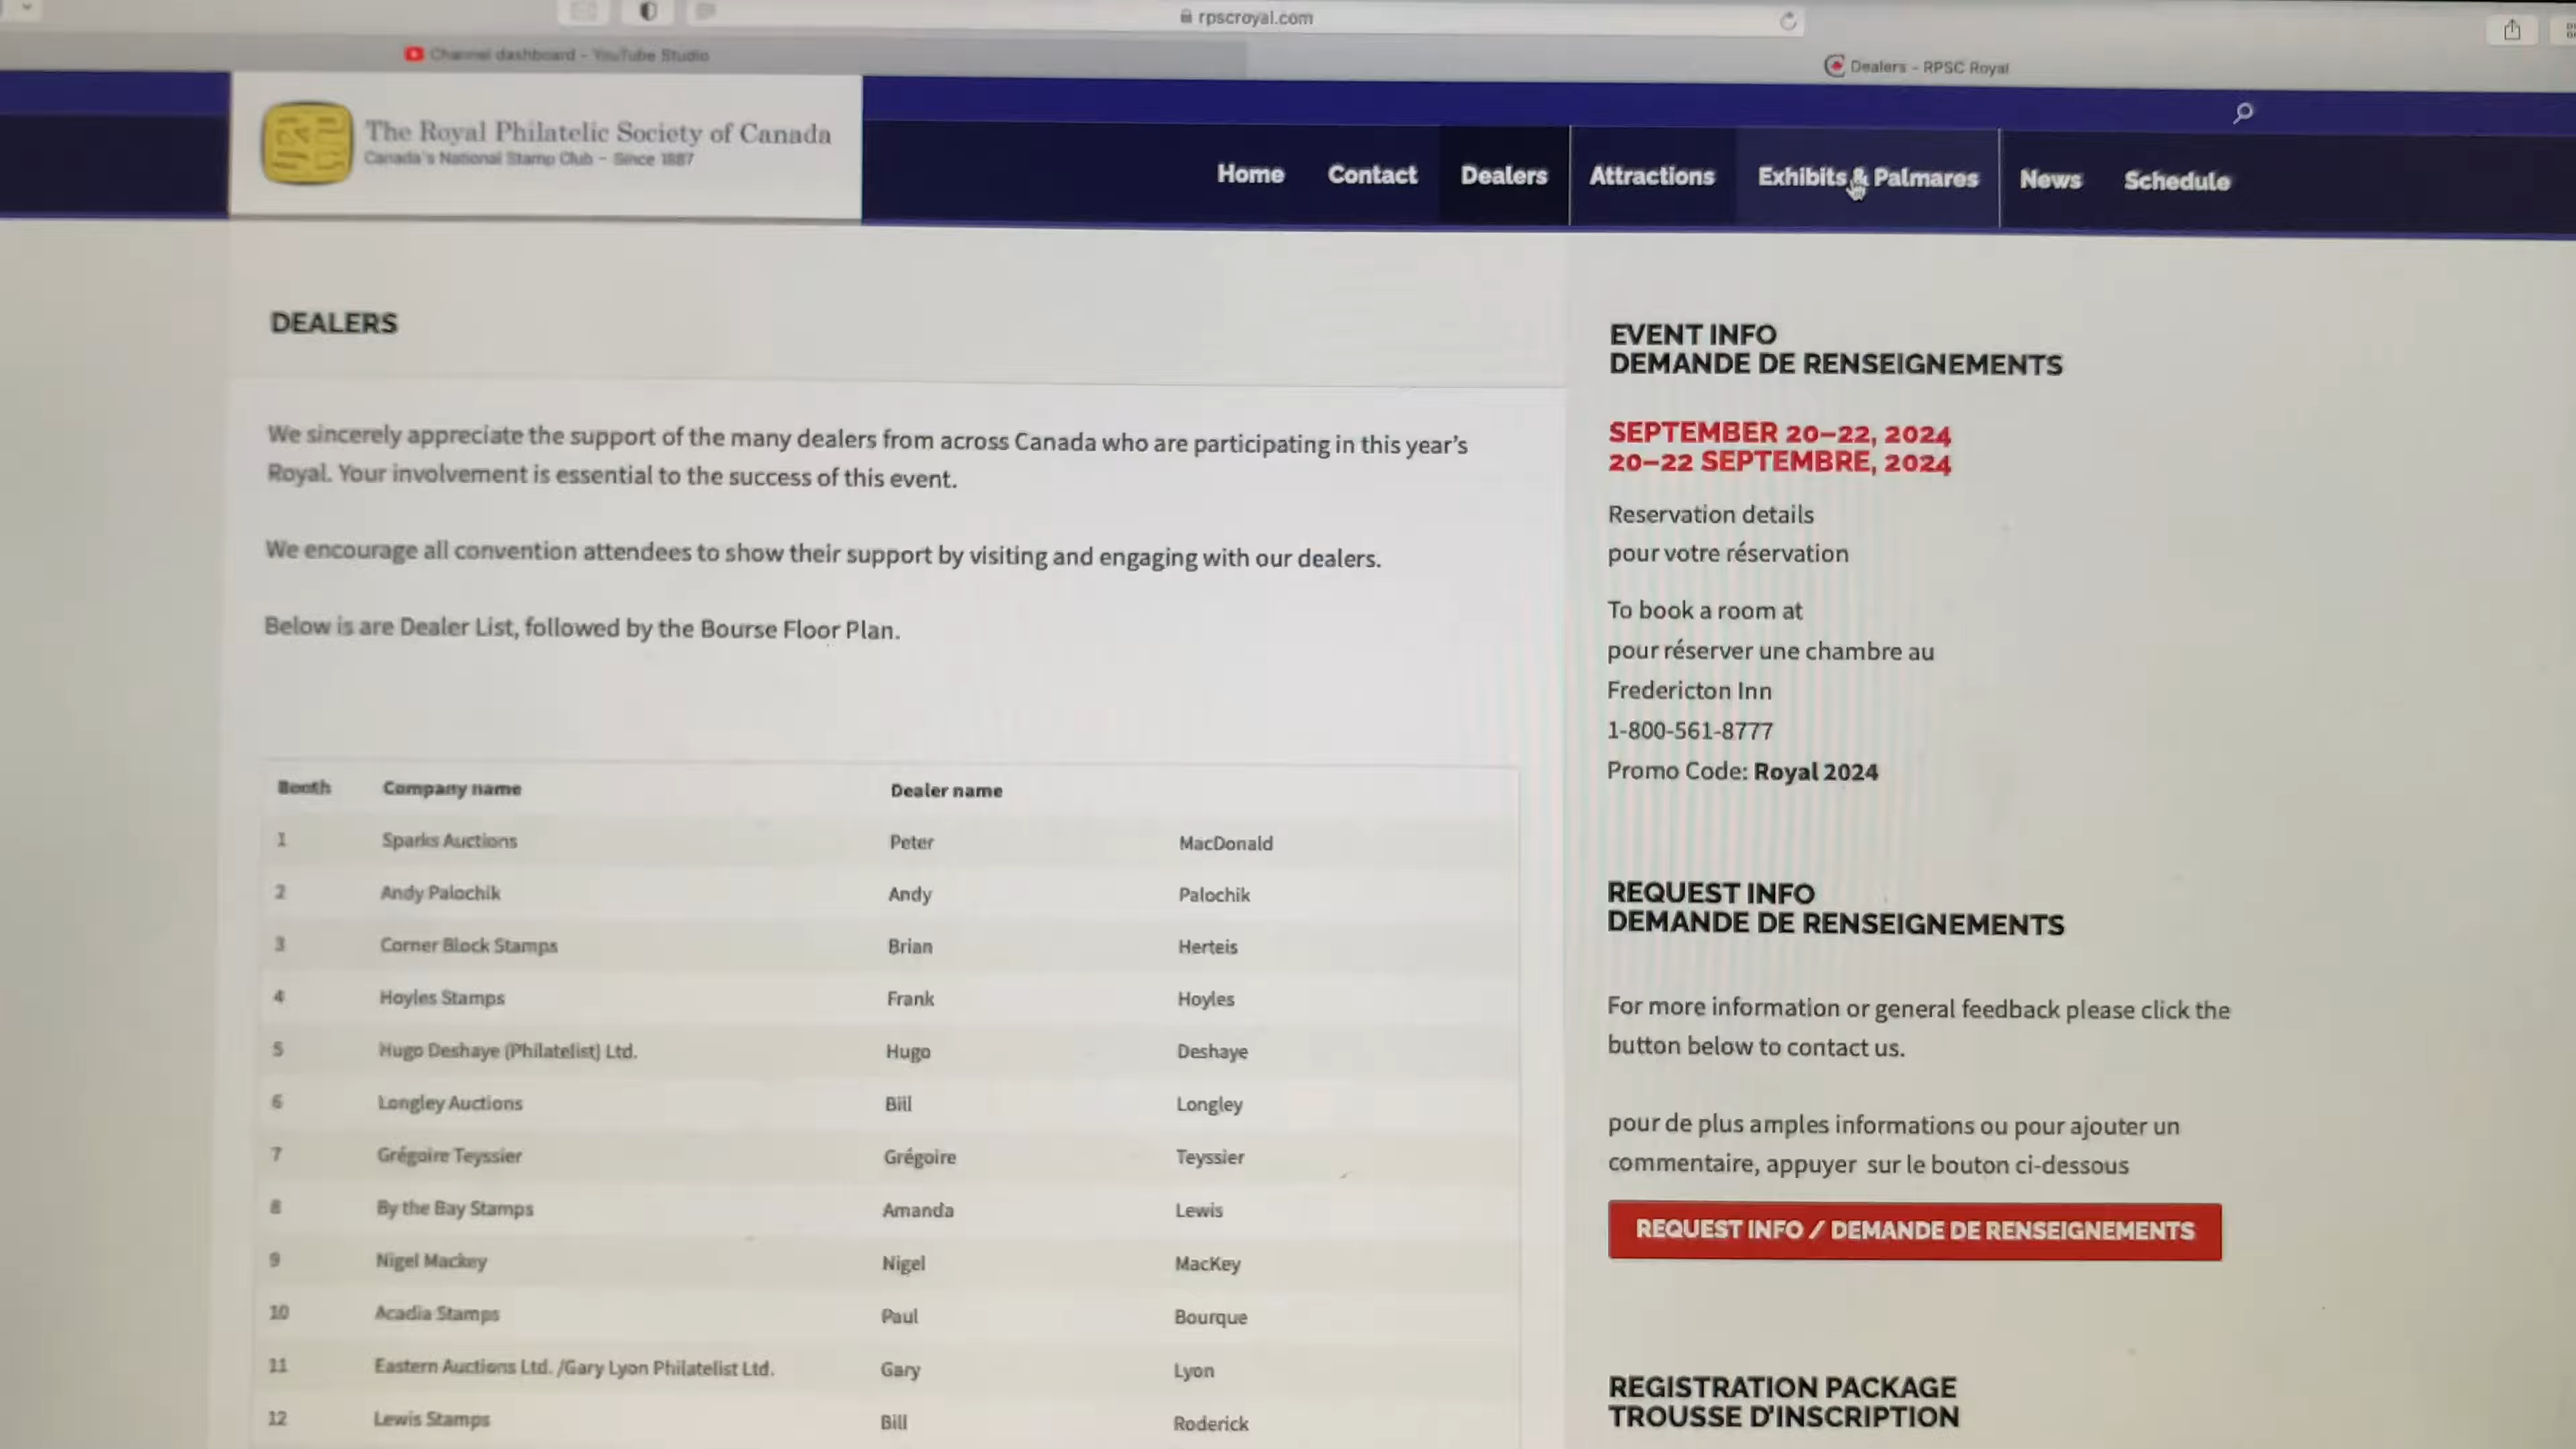 rpscroyal.com
Channel dashboard - YouTube Studio
Dealers - RPSC Royal
The Royal Philatelic Society of Canada
Canada's National Stamp Club - Since 1887
Home Contact Dealers Attractions Exhibits & Palmares News Schedule
DEALERS
We sincerely appreciate the support of the many dealers from across Canada who are participating in this year's
Royal. Your involvement is essential to the success of this event.
We encourage all convention attendees to show their support by visiting and engaging with our dealers.
Below is are Dealer List, followed by the Bourse Floor Plan.
Booth Company name Dealer name
1 Sparks Auctions Peter MacDonald
2 Andy Palochik Andy Palochik
3 Corner Block Stamps Brian Herteis
4 Hoyles Stamps Frank Hoyles
5 Hugo Deshaye (Philatelist) Ltd. Hugo Deshaye
6 Longley Auctions Bill Longley
7 Grégoire Teyssier Grégoire Teyssier
8 By the Bay Stamps Amanda Lewis
9 Nigel Mackey Nigel MacKey
10 Acadia Stamps Paul Bourque
11 Eastern Auctions Ltd. /Gary Lyon Philatelist Ltd. Gary Lyon
12 Lewis Stamps Bill Roderick
EVENT INFO
DEMANDE DE RENSEIGNEMENTS
SEPTEMBER 20–22, 2024
20–22 SEPTEMBRE, 2024
Reservation details
pour votre réservation
To book a room at
pour réserver une chambre au
Fredericton Inn
1-800-561-8777
Promo Code: Royal 2024
REQUEST INFO
DEMANDE DE RENSEIGNEMENTS
For more information or general feedback please click the
button below to contact us.
pour de plus amples informations ou pour ajouter un
commentaire, appuyer sur le bouton ci-dessous
REQUEST INFO / DEMANDE DE RENSEIGNEMENTS
REGISTRATION PACKAGE
TROUSSE D'INSCRIPTION